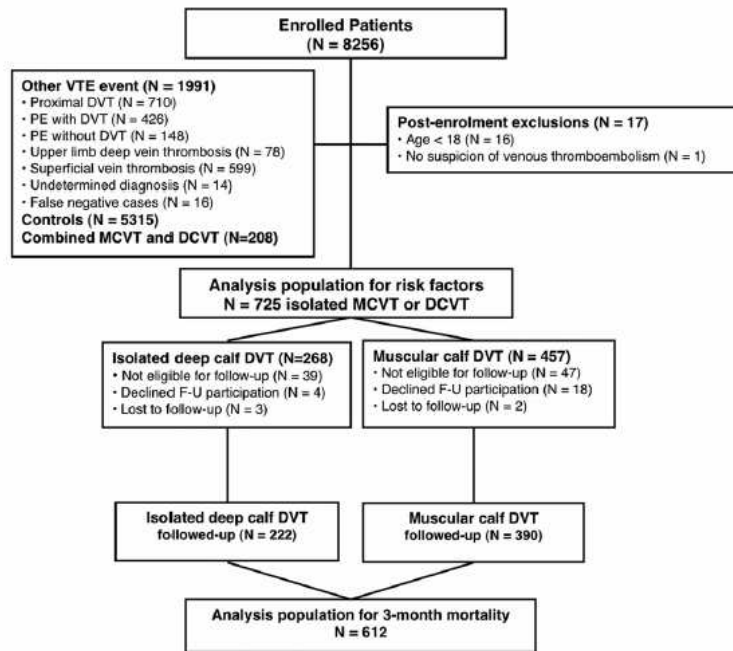 Enrolled Patients
(N = 8256)
Other VTE event (N = 1991)
• Proximal DVT (N = 710)
• PE with DVT (N = 426)
• PE without DVT (N = 148)
• Upper limb deep vein thrombosis (N = 78)
• Superficial vein thrombosis (N = 599)
• Undetermined diagnosis (N = 14)
• False negative cases (N = 16)
Controls (N = 5315)
Combined MCVT and DCVT (N=208)
Post-enrolment exclusions (N = 17)
• Age < 18 (N = 16)
• No suspicion of venous thromboembolism (N = 1)
Analysis population for risk factors
N = 725 isolated MCVT or DCVT
Isolated deep calf DVT (N=268)
• Not eligible for follow-up (N = 39)
• Declined F-U participation (N = 4)
• Lost to follow-up (N = 3)
Muscular calf DVT (N = 457)
• Not eligible for follow-up (N = 47)
• Declined F-U participation (N = 18)
• Lost to follow-up (N = 2)
Isolated deep calf DVT
followed-up (N = 222)
Muscular calf DVT
followed-up (N = 390)
Analysis population for 3-month mortality
N = 612